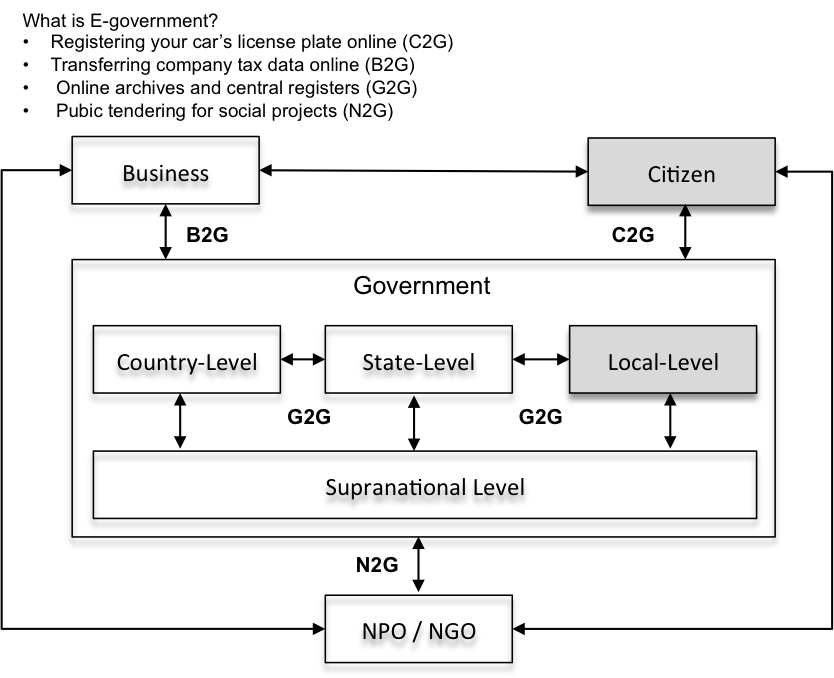 What is E-government?
• Registering your car's license plate online (C2G)
• Transferring company tax data online (B2G)
• Online archives and central registers (G2G)
• Pubic tendering for social projects (N2G)
Business
Citizen
B2G
C2G
Government
Country-Level
State-Level
Local-Level
G2G
G2G
Supranational Level
N2G
NPO / NGO